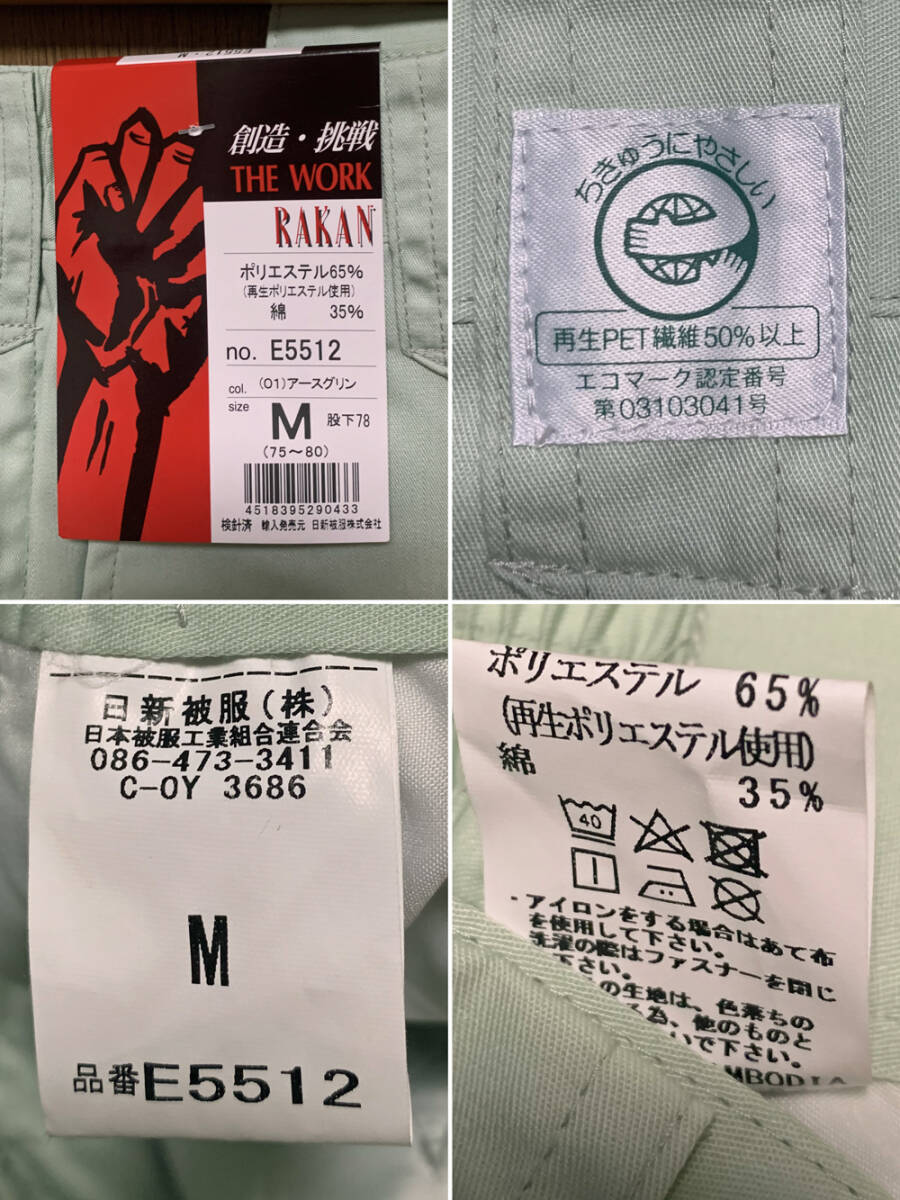 E5512・M
創造・挑戦
THE WORK
RAKAN
ポリエステル65%
(再生ポリエステル使用)
綿 35%
no. E5512
col. (01)アースグリン
size M 股下78
(75～80)
4518395290433
検針済 輸入発売元 日新被服株式会社
ちきゅうにやさしい
再生PET繊維50%以上
エコマーク認定番号
第03103041号
日新被服(株)
日本被服工業組合連合会
086-473-3411
C-OY 3686
M
品番E5512
ポリエステル 65%
(再生ポリエステル使用)
綿 35%
40
・アイロンをする場合はあて布
を使用して下さい。
洗濯の際はファスナーを閉じ
下さい。
の生地は、色落ちの
る為、他のものと
いで下さい。
MBODIA